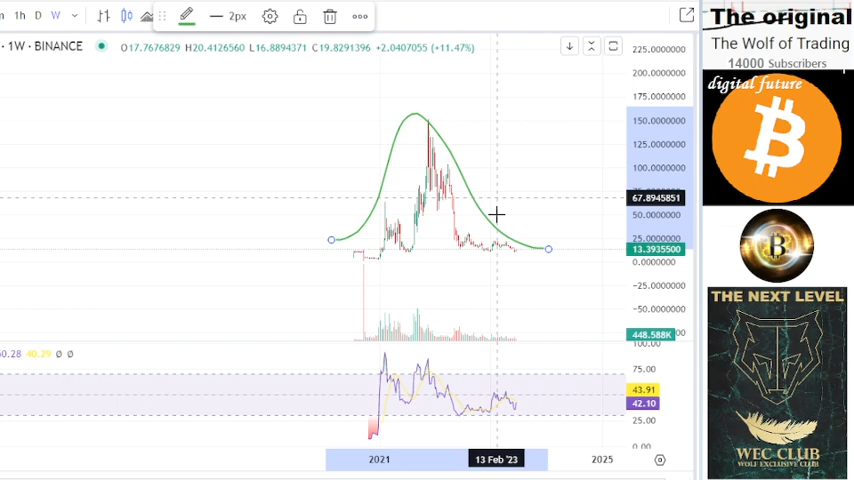 1h D W 2px
· 1W · BINANCE O17.7676829 H20.4126560 L16.8894371 C19.8291396 +2.0407055 (+11.47%)
225.0000000
200.0000000
175.0000000
150.0000000
125.0000000
100.0000000
67.8945851
50.0000000
25.0000000
13.3935500
0.0000000
−25.0000000
−50.0000000
448.588K
100.00
60.28 40.29 Ø Ø
75.00
43.91
42.10
25.00
0.00
2021 13 Feb '23 2025
The original
The Wolf of Trading
14000 Subscribers
digital future
THE NEXT LEVEL
WEC CLUB
WOLF EXCLUSIVE CLUB